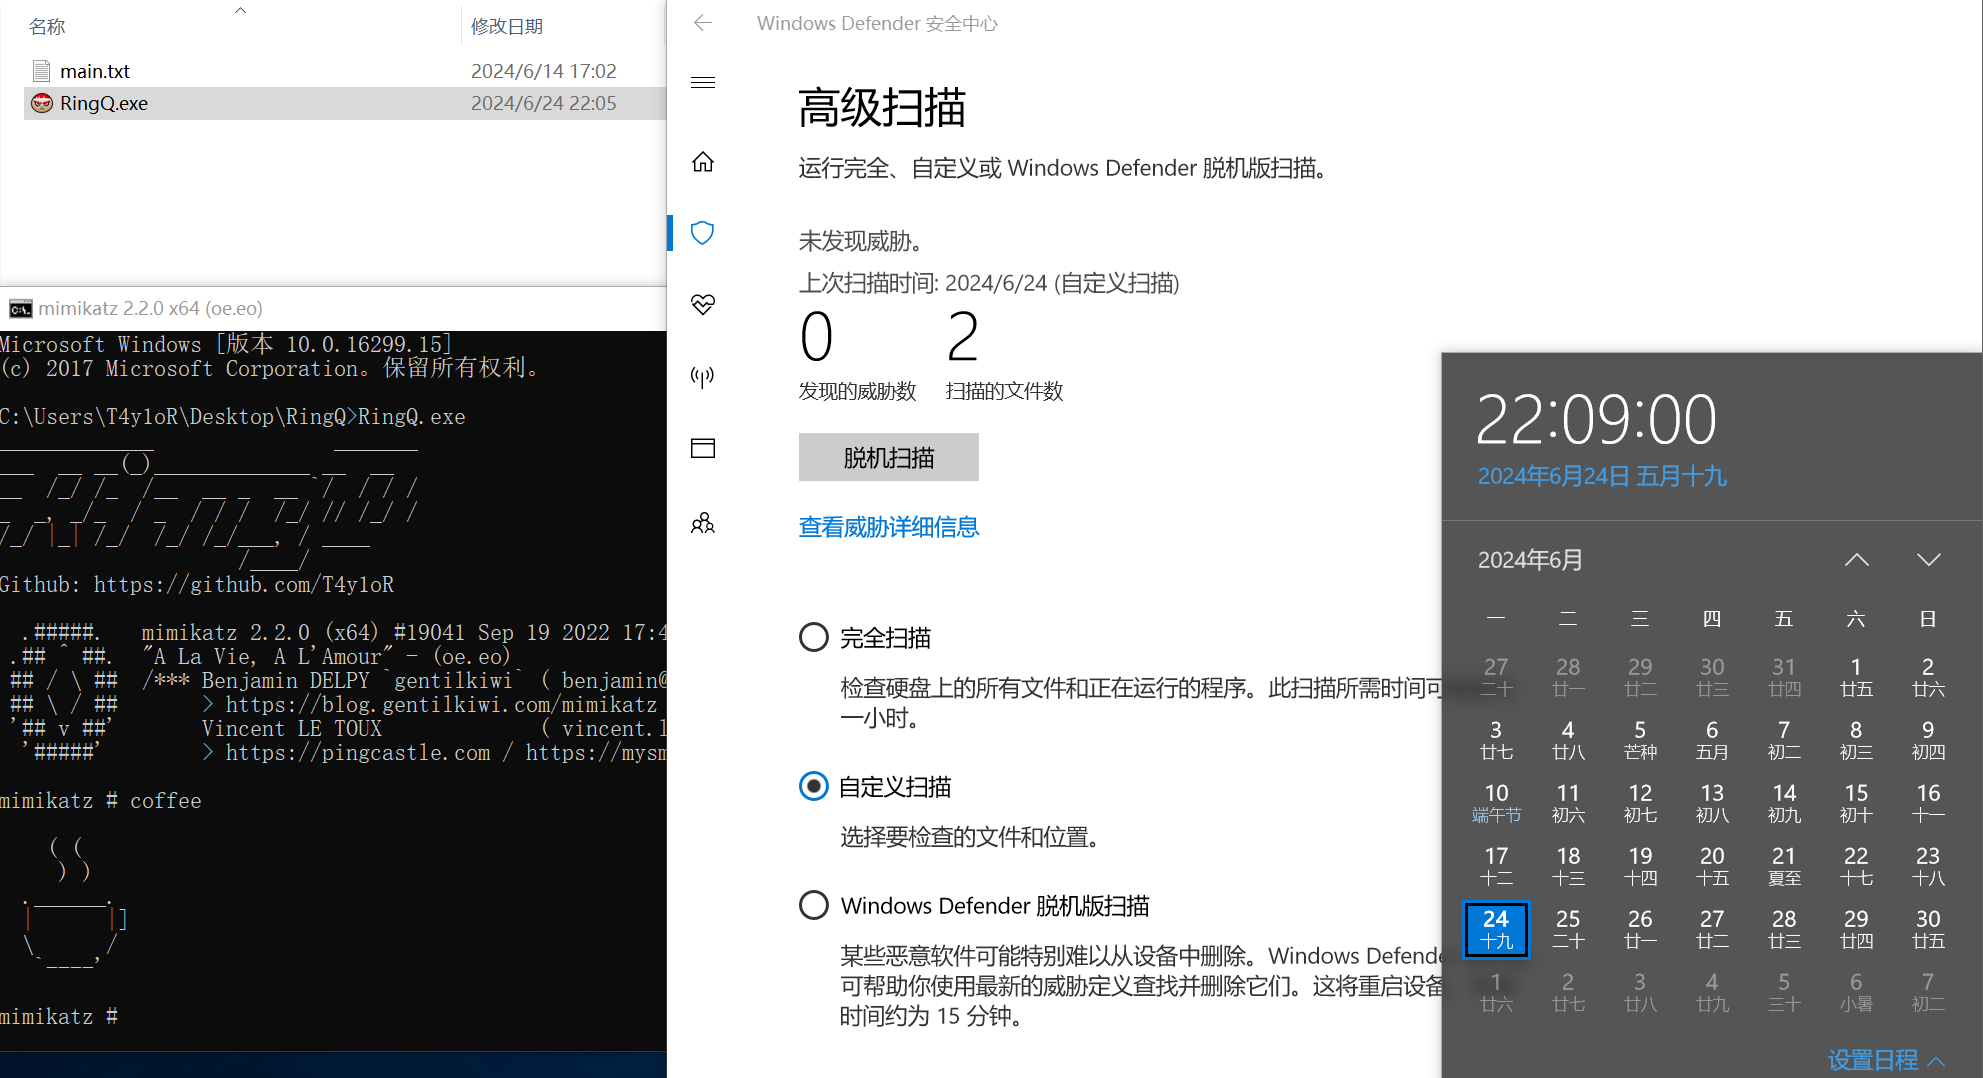 名称 修改日期
main.txt 2024/6/14 17:02
RingQ.exe 2024/6/24 22:05
mimikatz 2.2.0 x64 (oe.eo)
Microsoft Windows [版本 10.0.16299.15]
(c) 2017 Microsoft Corporation。保留所有权利。
C:\Users\T4y1oR\Desktop\RingQ>RingQ.exe
Github: https://github.com/T4y1oR
.#####. mimikatz 2.2.0 (x64) #19041 Sep 19 2022 17:4
.## ^ ##. "A La Vie, A L'Amour" - (oe.eo)
## / \ ## /*** Benjamin DELPY `gentilkiwi` ( benjamin@
## \ / ## > https://blog.gentilkiwi.com/mimikatz
'## v ##' Vincent LE TOUX ( vincent.l
'#####' > https://pingcastle.com / https://mysm
mimikatz # coffee
mimikatz #
Windows Defender 安全中心
高级扫描
运行完全、自定义或 Windows Defender 脱机版扫描。
未发现威胁。
上次扫描时间: 2024/6/24 (自定义扫描)
0 2
发现的威胁数 扫描的文件数
脱机扫描
查看威胁详细信息
完全扫描
检查硬盘上的所有文件和正在运行的程序。此扫描所需时间可
一小时。
自定义扫描
选择要检查的文件和位置。
Windows Defender 脱机版扫描
某些恶意软件可能特别难以从设备中删除。Windows Defende
可帮助你使用最新的威胁定义查找并删除它们。这将重启设备
时间约为 15 分钟。
22:09:00
2024年6月24日 五月十九
2024年6月
一 二 三 四 五 六 日
27 28 29 30 31 1 2
二十 廿一 廿二 廿三 廿四 廿五 廿六
3 4 5 6 7 8 9
廿七 廿八 芒种 五月 初二 初三 初四
10 11 12 13 14 15 16
端午节 初六 初七 初八 初九 初十 十一
17 18 19 20 21 22 23
十二 十三 十四 十五 夏至 十七 十八
24 25 26 27 28 29 30
十九 二十 廿一 廿二 廿三 廿四 廿五
1 2 3 4 5 6 7
廿六 廿七 廿八 廿九 三十 小暑 初二
设置日程